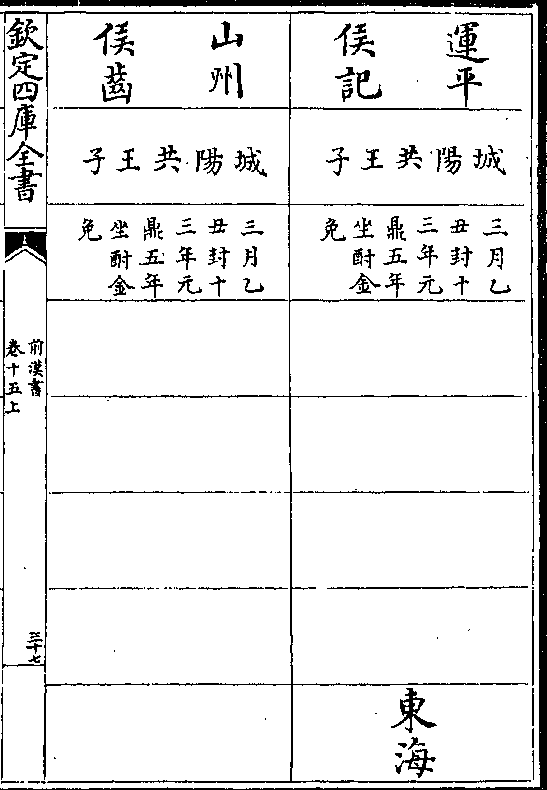 運平
侯記
城陽共王子
三月乙
丑封十
三年元
鼎五年
坐酎金
免
東海
山州
侯齒
城陽共王子
三月乙
丑封十
三年元
鼎五年
坐酎金
免
欽定四庫全書
前漢書
卷十五上
三十七